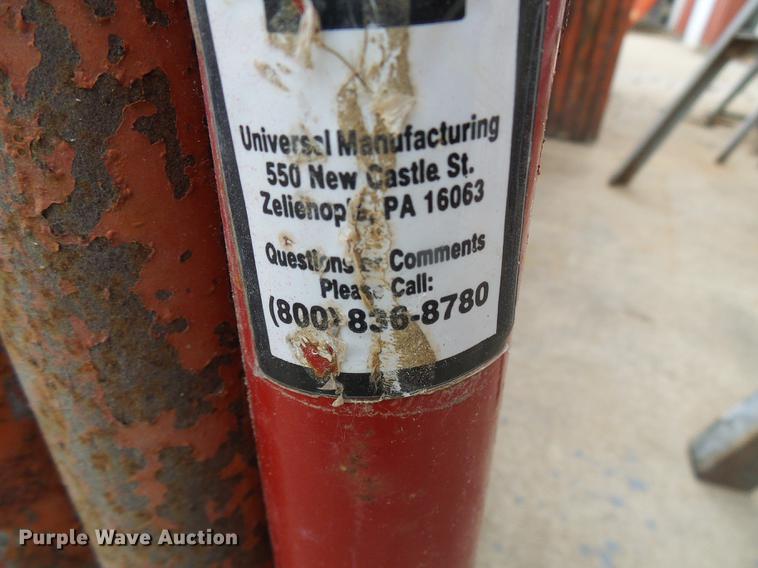 Universal Manufacturing
550 New Castle St.
Zelienople, PA 16063
Questions or Comments
Please Call:
(800) 836-8780
Purple Wave Auction